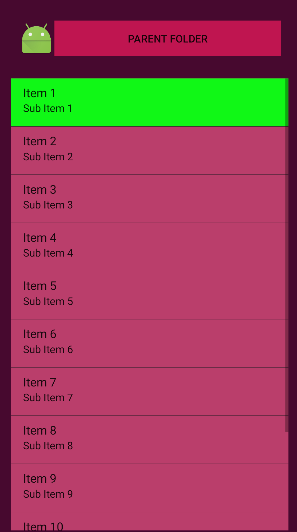 PARENT FOLDER
Item 1
Sub Item 1
Item 2
Sub Item 2
Item 3
Sub Item 3
Item 4
Sub Item 4
Item 5
Sub Item 5
Item 6
Sub Item 6
Item 7
Sub Item 7
Item 8
Sub Item 8
Item 9
Sub Item 9
Item 10